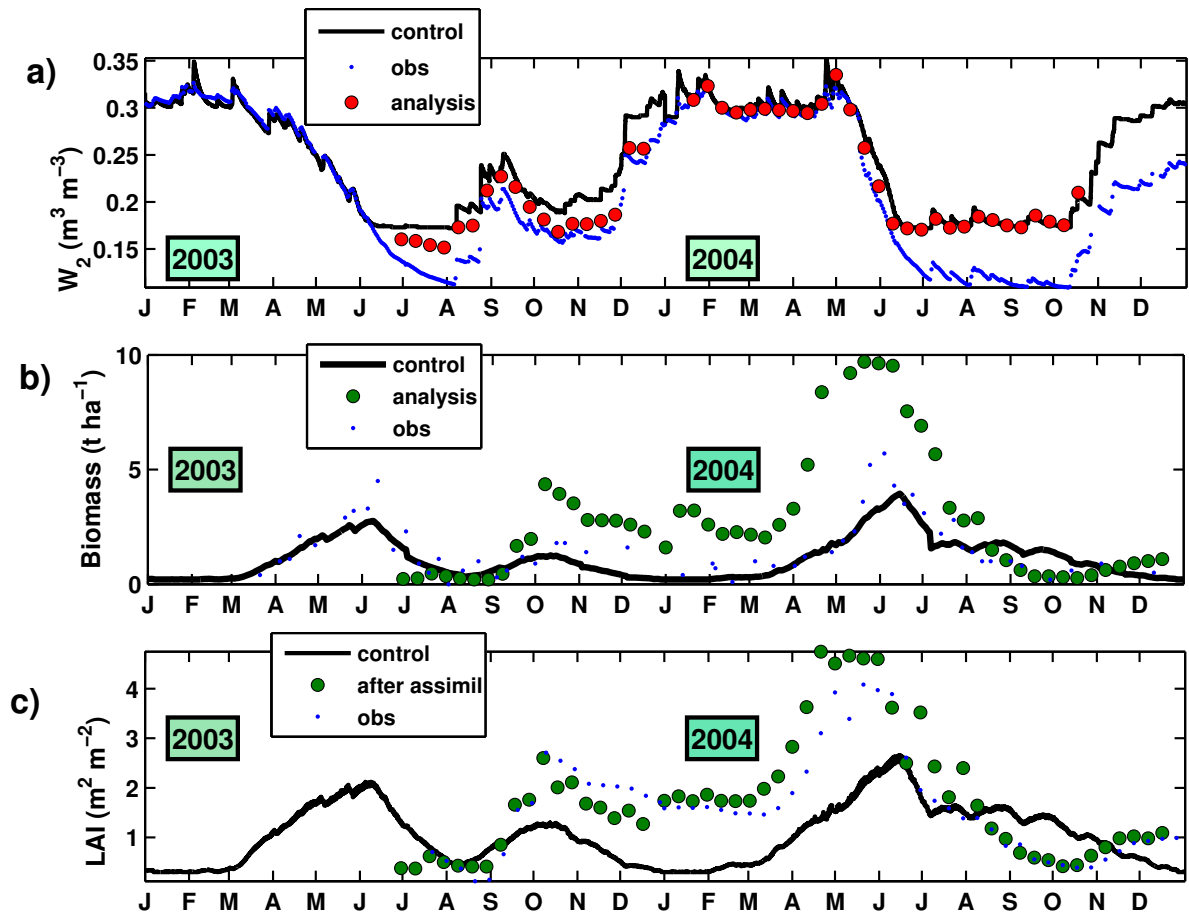 control
obs
analysis
a)
0.35
0.3
0.25
0.2
0.15
W2 (m3 m−3)
2003
2004
J F M A M J J A S O N D J F M A M J J A S O N D
control
analysis
obs
b)
10
5
0
Biomass (t ha−1)
2003
2004
J F M A M J J A S O N D J F M A M J J A S O N D
control
after assimil
obs
c)
4
3
2
1
LAI (m2 m−2)
2003
2004
J F M A M J J A S O N D J F M A M J J A S O N D